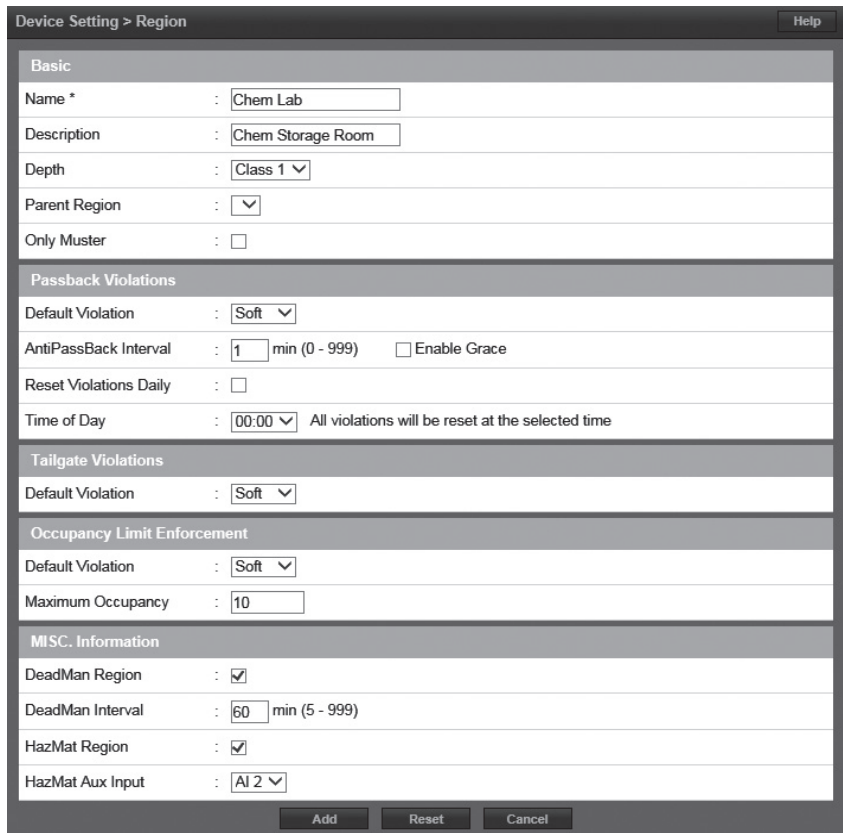 Device Setting > Region Help
Basic
Name * : Chem Lab
Description : Chem Storage Room
Depth : Class 1
Parent Region :
Only Muster :
Passback Violations
Default Violation : Soft
AntiPassBack Interval : 1 min (0 - 999) Enable Grace
Reset Violations Daily :
Time of Day : 00:00 All violations will be reset at the selected time
Tailgate Violations
Default Violation : Soft
Occupancy Limit Enforcement
Default Violation : Soft
Maximum Occupancy : 10
MISC. Information
DeadMan Region :
DeadMan Interval : 60 min (5 - 999)
HazMat Region :
HazMat Aux Input : AI 2
Add Reset Cancel